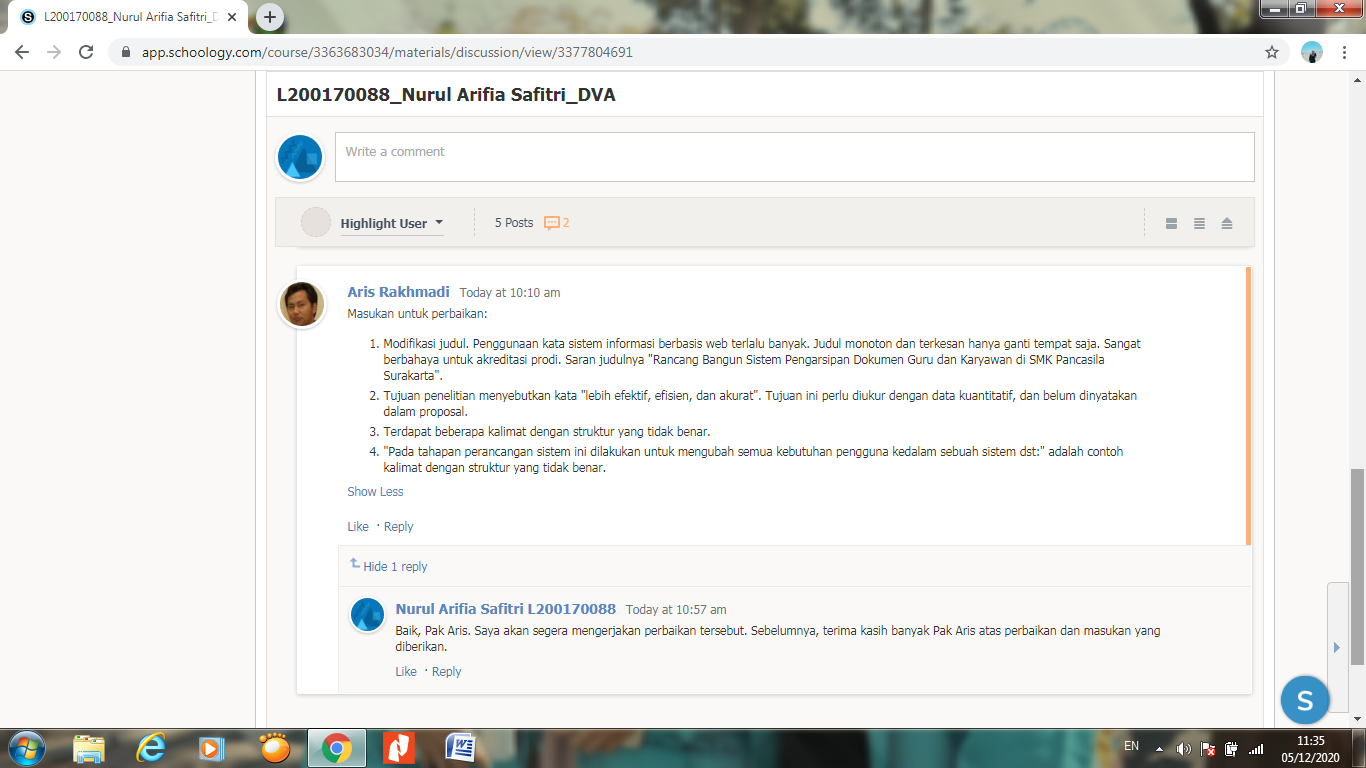 L200170088_Nurul Arifia Safitri_D
app.schoology.com/course/3363683034/materials/discussion/view/3377804691
L200170088_Nurul Arifia Safitri_DVA
Write a comment
Highlight User
5 Posts
2
Aris Rakhmadi Today at 10:10 am
Masukan untuk perbaikan:
1. Modifikasi judul. Penggunaan kata sistem informasi berbasis web terlalu banyak. Judul monoton dan terkesan hanya ganti tempat saja. Sangat
berbahaya untuk akreditasi prodi. Saran judulnya "Rancang Bangun Sistem Pengarsipan Dokumen Guru dan Karyawan di SMK Pancasila
Surakarta".
2. Tujuan penelitian menyebutkan kata "lebih efektif, efisien, dan akurat". Tujuan ini perlu diukur dengan data kuantitatif, dan belum dinyatakan
dalam proposal.
3. Terdapat beberapa kalimat dengan struktur yang tidak benar.
4. "Pada tahapan perancangan sistem ini dilakukan untuk mengubah semua kebutuhan pengguna kedalam sebuah sistem dst:" adalah contoh
kalimat dengan struktur yang tidak benar.
Show Less
Like · Reply
Hide 1 reply
Nurul Arifia Safitri L200170088 Today at 10:57 am
Baik, Pak Aris. Saya akan segera mengerjakan perbaikan tersebut. Sebelumnya, terima kasih banyak Pak Aris atas perbaikan dan masukan yang
diberikan.
Like · Reply
S
EN
11:35
05/12/2020